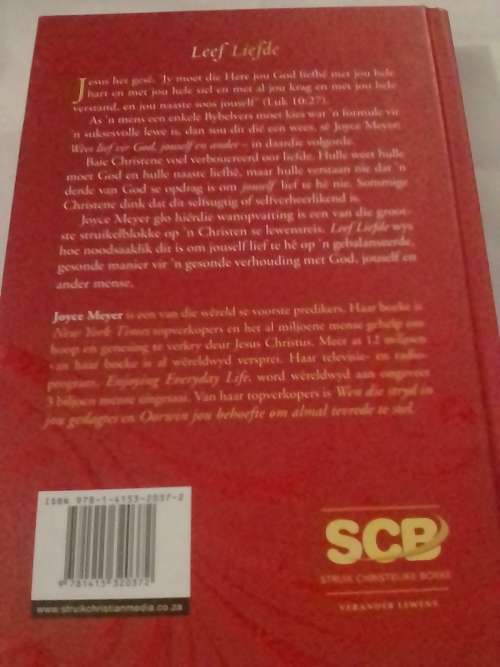 Leef Liefde
Jesus het gesê: 'Jy moet die Here jou God liefhê met jou hele
hart en met jou hele siel en met al jou krag en met jou hele
verstand, en jou naaste soos jouself' (Luk 10:27).
As 'n mens een enkele Bybelvers moet kies wat 'n formule vir
'n suksesvolle lewe is, dan sou dit dié een wees, sê Joyce Meyer:
Wees lief vir God, jouself en ander – in daardie volgorde.
Baie Christene voel verbouereerd oor liefde. Hulle weet hulle
moet God en hulle naaste liefhê, maar hulle verstaan nie dat 'n
derde van God se opdrag is om jouself lief te hê nie. Sommige
Christene dink dat dit selfsugtig of selfverheerlikend is.
Joyce Meyer glo hierdie wanopvatting is een van die groot-
ste struikelblokke op 'n Christen se lewensreis. Leef Liefde wys
hoe noodsaaklik dit is om jouself lief te hê op 'n gebalanseerde,
gesonde manier vir 'n gesonde verhouding met God, jouself en
ander mense.
Joyce Meyer is een van die wêreld se voorste predikers. Haar boeke is
New York Times topverkopers en het al miljoene mense gehelp om
hoop en genesing te verkry deur Jesus Christus. Meer as 12 miljoen
van haar boeke is al wêreldwyd versprei. Haar televisie- en radio-
program, Enjoying Everyday Life, word wêreldwyd aan ongeveer
3 biljoen mense uitgesaai. Van haar topverkopers is Wen die stryd in
jou gedagtes en Oorwen jou behoefte om almal tevrede te stel.
ISBN 978-1-4153-2037-2
9 781415 320372
www.struikchristianmedia.co.za
SCB
STRUIK CHRISTELIKE BOEKE
VERANDER LEWENS